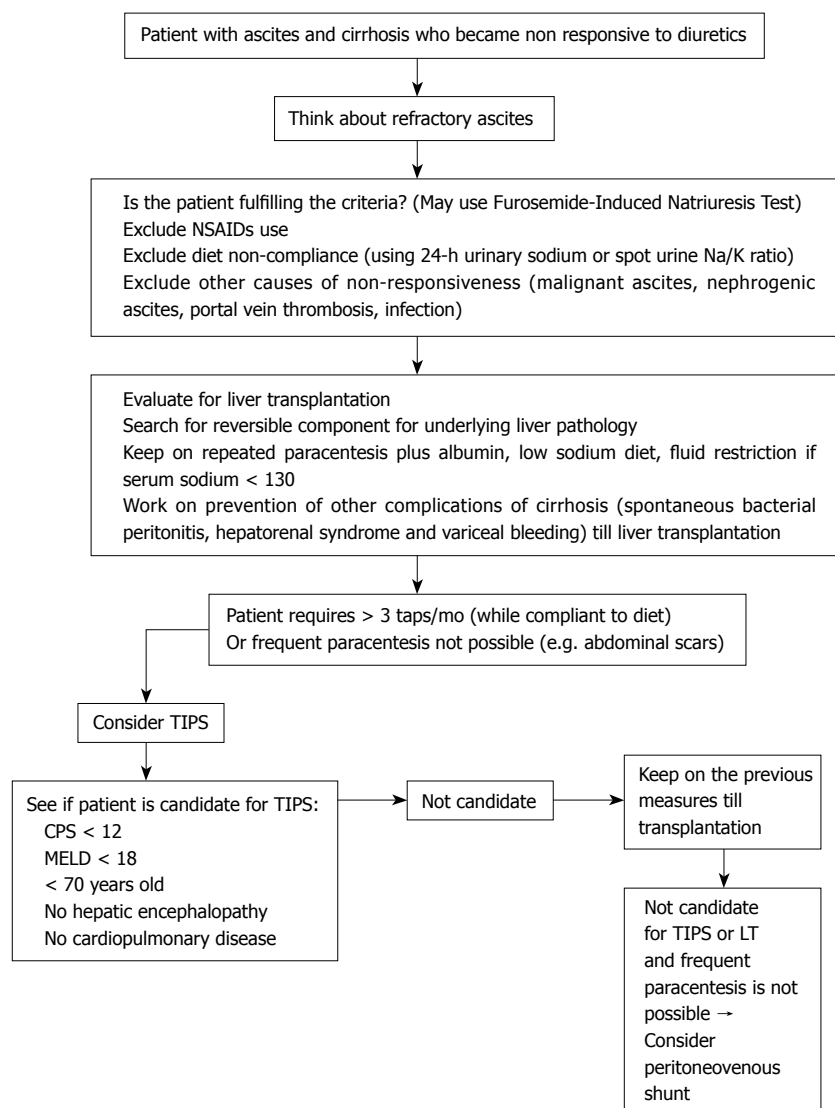 Patient with ascites and cirrhosis who became non responsive to diuretics
Think about refractory ascites
Is the patient fulfilling the criteria? (May use Furosemide-Induced Natriuresis Test)
Exclude NSAIDs use
Exclude diet non-compliance (using 24-h urinary sodium or spot urine Na/K ratio)
Exclude other causes of non-responsiveness (malignant ascites, nephrogenic
ascites, portal vein thrombosis, infection)
Evaluate for liver transplantation
Search for reversible component for underlying liver pathology
Keep on repeated paracentesis plus albumin, low sodium diet, fluid restriction if
serum sodium < 130
Work on prevention of other complications of cirrhosis (spontaneous bacterial
peritonitis, hepatorenal syndrome and variceal bleeding) till liver transplantation
Patient requires > 3 taps/mo (while compliant to diet)
Or frequent paracentesis not possible (e.g. abdominal scars)
Consider TIPS
See if patient is candidate for TIPS:
CPS < 12
MELD < 18
< 70 years old
No hepatic encephalopathy
No cardiopulmonary disease
Not candidate
Keep on the previous
measures till
transplantation
Not candidate
for TIPS or LT
and frequent
paracentesis is not
possible →
Consider
peritoneovenous
shunt